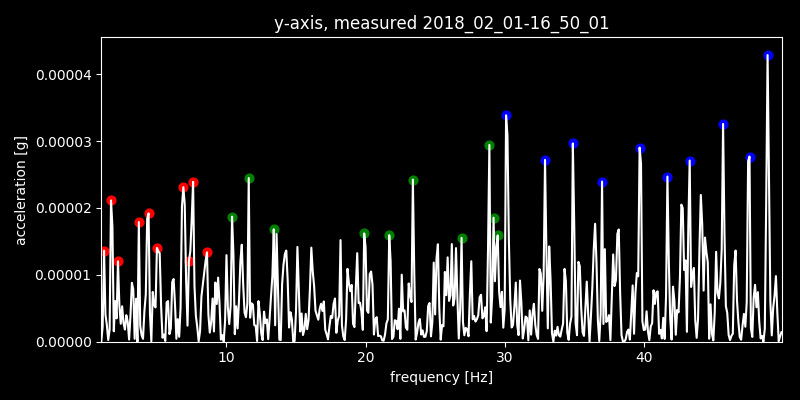 y-axis, measured 2018_02_01-16_50_01
0.00004
0.00003
0.00002
0.00001
0.00000
acceleration [g]
10 20 30 40
frequency [Hz]